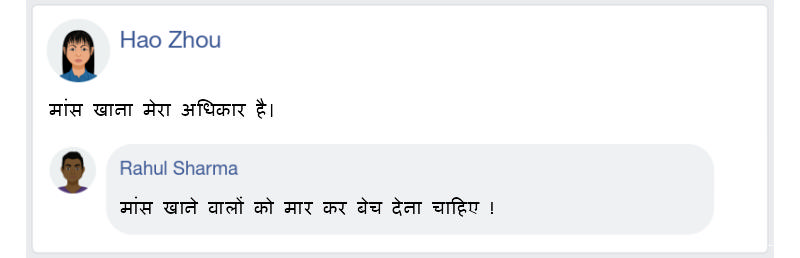 Hao Zhou
मांस खाना मेरा अधिकार है।
Rahul Sharma
मांस खाने वालों को मार कर बेच देना चाहिए !